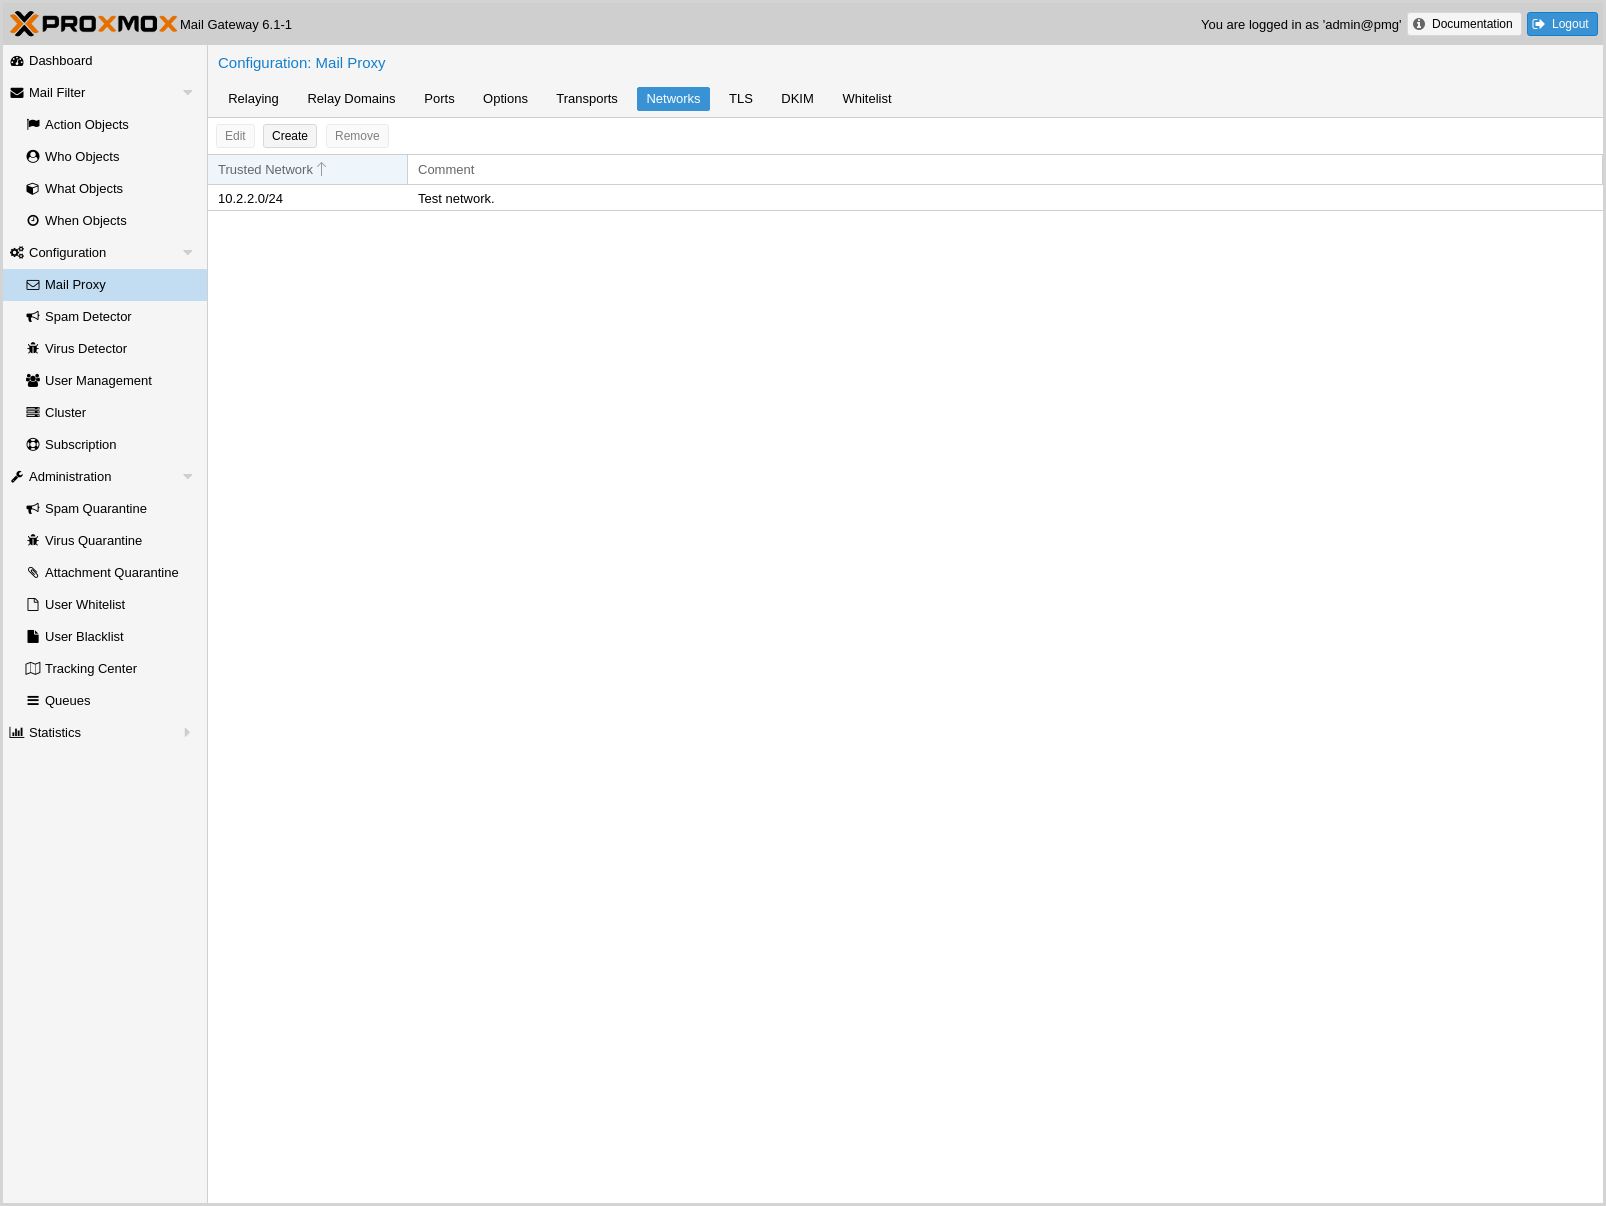 PROXMOX Mail Gateway 6.1-1 You are logged in as 'admin@pmg' Documentation Logout
Dashboard
Mail Filter
Action Objects
Who Objects
What Objects
When Objects
Configuration
Mail Proxy
Spam Detector
Virus Detector
User Management
Cluster
Subscription
Administration
Spam Quarantine
Virus Quarantine
Attachment Quarantine
User Whitelist
User Blacklist
Tracking Center
Queues
Statistics
Configuration: Mail Proxy
Relaying Relay Domains Ports Options Transports Networks TLS DKIM Whitelist
Edit Create Remove
Trusted Network Comment
10.2.2.0/24 Test network.